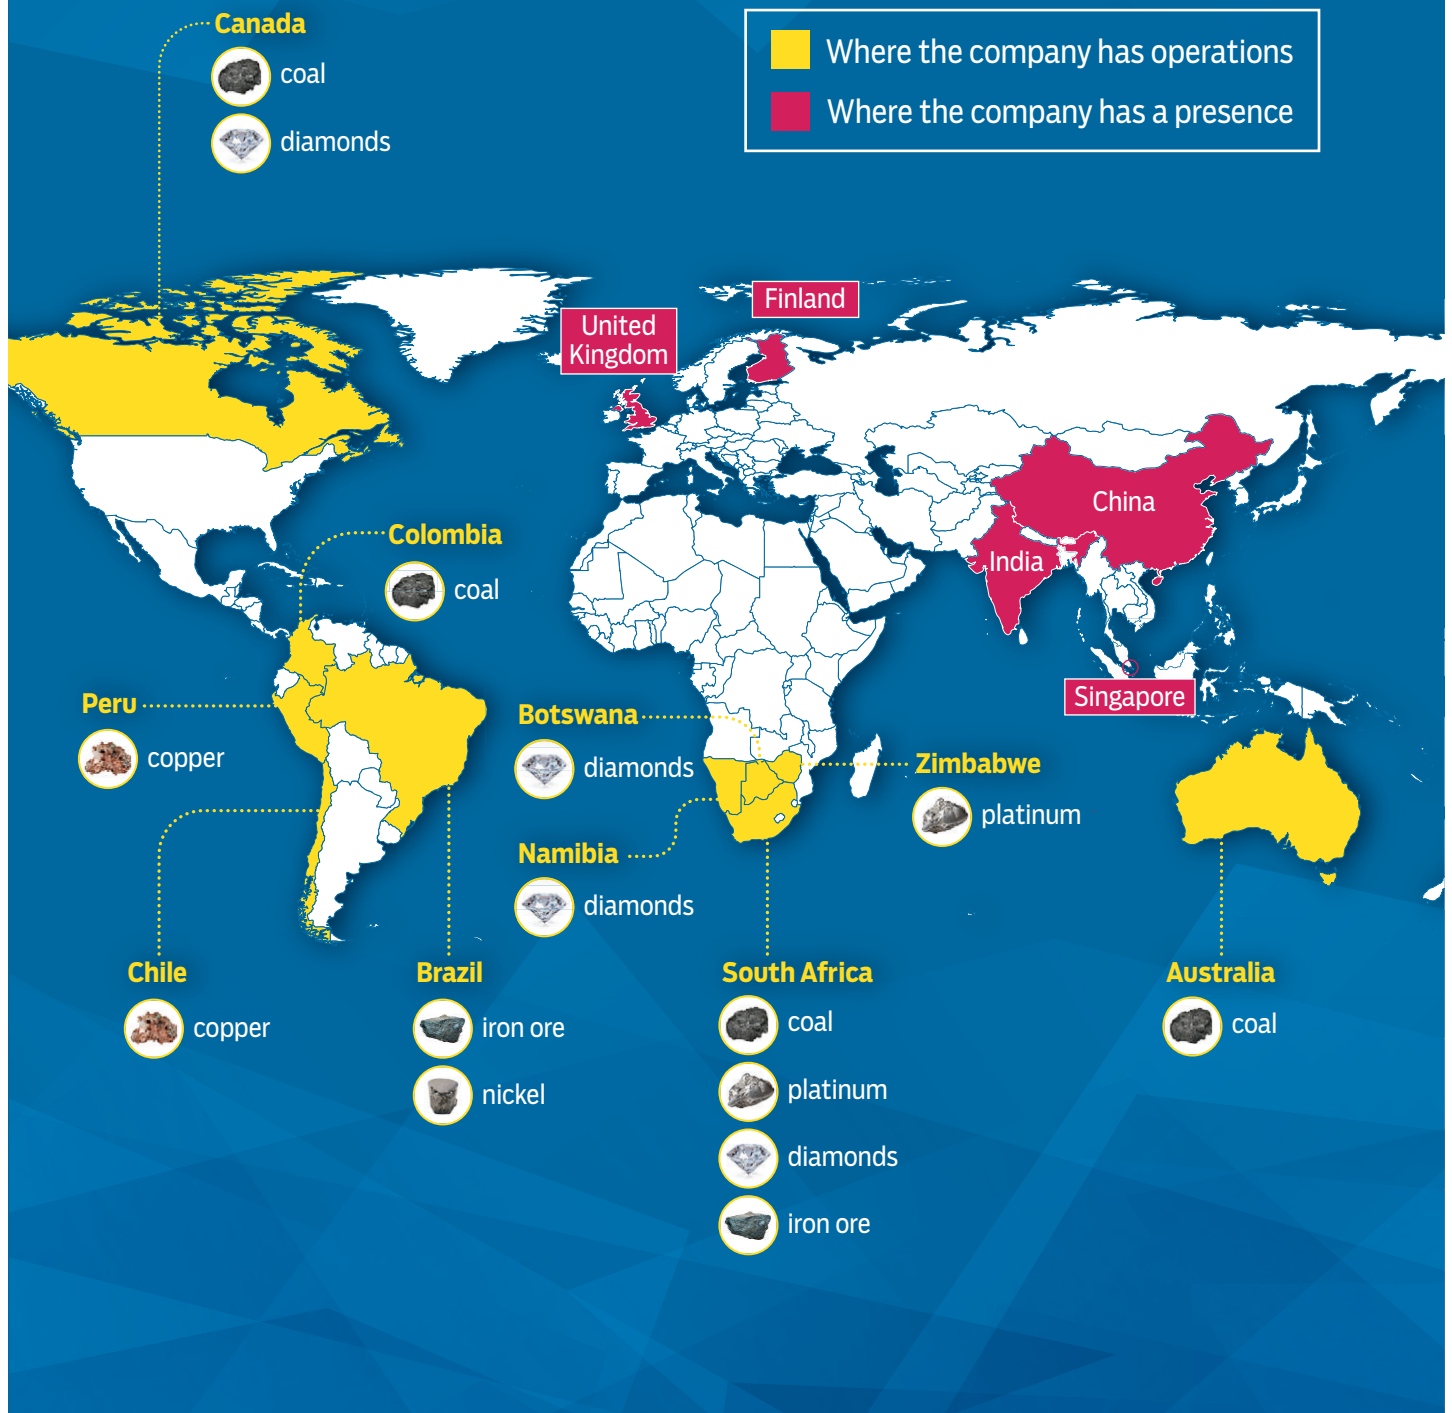 Canada
coal
diamonds
Where the company has operations
Where the company has a presence
Finland
United
Kingdom
China
India
Singapore
Colombia
coal
Peru
copper
Botswana
diamonds
Zimbabwe
platinum
Namibia
diamonds
Chile
copper
Brazil
iron ore
nickel
South Africa
coal
platinum
diamonds
iron ore
Australia
coal